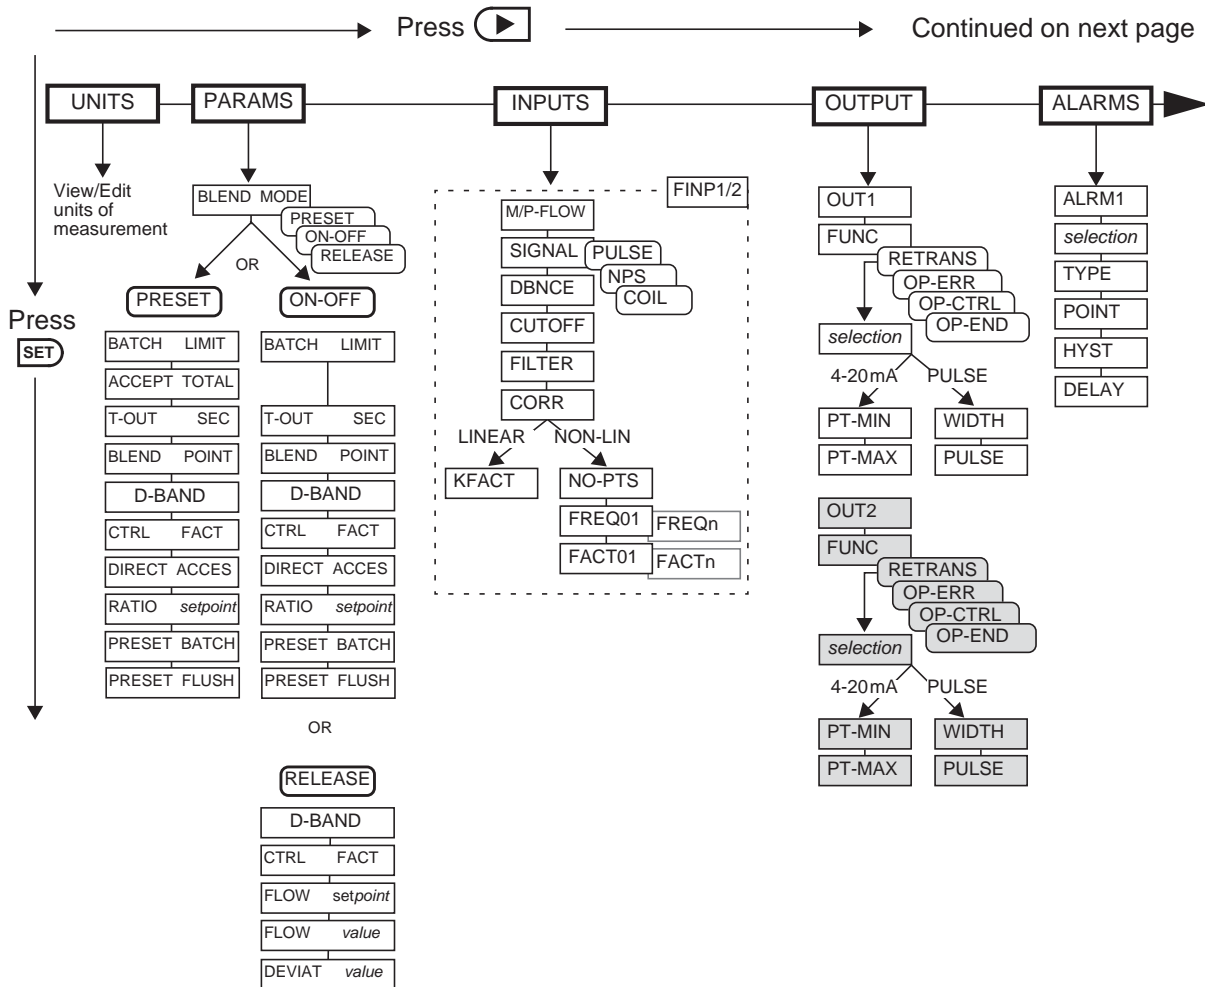 Press
Continued on next page
UNITS
PARAMS
INPUTS
OUTPUT
ALARMS
View/Edit
units of
measurement
Press
SET
BLEND MODE
PRESET
ON-OFF
RELEASE
OR
PRESET
BATCH LIMIT
ACCEPT TOTAL
T-OUT SEC
BLEND POINT
D-BAND
CTRL FACT
DIRECT ACCES
RATIO setpoint
PRESET BATCH
PRESET FLUSH
ON-OFF
BATCH LIMIT
T-OUT SEC
BLEND POINT
D-BAND
CTRL FACT
DIRECT ACCES
RATIO setpoint
PRESET BATCH
PRESET FLUSH
OR
RELEASE
D-BAND
CTRL FACT
FLOW setpoint
FLOW value
DEVIAT value
FINP1/2
M/P-FLOW
SIGNAL
PULSE
NPS
COIL
DBNCE
CUTOFF
FILTER
CORR
LINEAR
NON-LIN
KFACT
NO-PTS
FREQ01
FREQn
FACT01
FACTn
OUT1
FUNC
RETRANS
OP-ERR
OP-CTRL
OP-END
selection
4-20mA
PULSE
PT-MIN
PT-MAX
WIDTH
PULSE
OUT2
FUNC
RETRANS
OP-ERR
OP-CTRL
OP-END
selection
4-20mA
PULSE
PT-MIN
PT-MAX
WIDTH
PULSE
ALRM1
selection
TYPE
POINT
HYST
DELAY